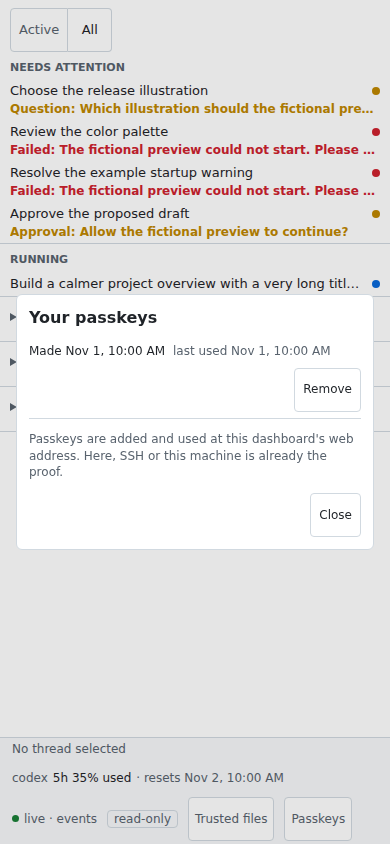 Active All
NEEDS ATTENTION
Choose the release illustration
Question: Which illustration should the fictional pre…
Review the color palette
Failed: The fictional preview could not start. Please …
Resolve the example startup warning
Failed: The fictional preview could not start. Please …
Approve the proposed draft
Approval: Allow the fictional preview to continue?
RUNNING
Build a calmer project overview with a very long titl…
Your passkeys
Made Nov 1, 10:00 AM last used Nov 1, 10:00 AM
Remove
Passkeys are added and used at this dashboard's web
address. Here, SSH or this machine is already the
proof.
Close
No thread selected
codex 5h 35% used · resets Nov 2, 10:00 AM
live · events read-only Trusted files Passkeys